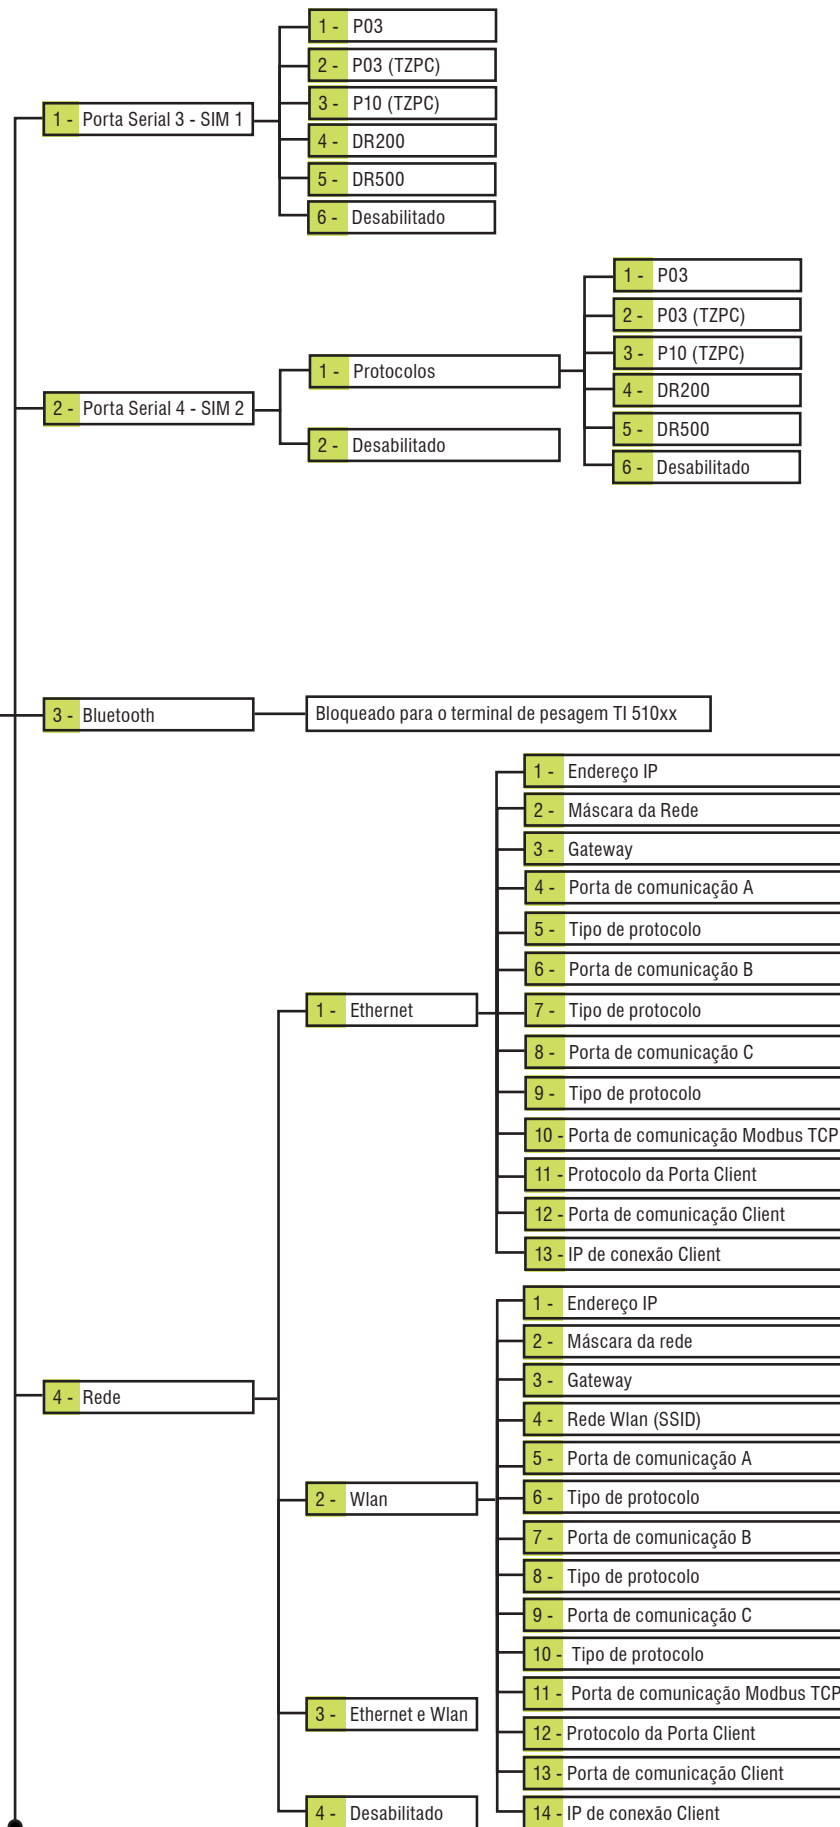 1 - Porta Serial 3 - SIM 1
1 - P03
2 - P03 (TZPC)
3 - P10 (TZPC)
4 - DR200
5 - DR500
6 - Desabilitado
2 - Porta Serial 4 - SIM 2
1 - Protocolos
1 - P03
2 - P03 (TZPC)
3 - P10 (TZPC)
4 - DR200
5 - DR500
6 - Desabilitado
2 - Desabilitado
3 - Bluetooth
Bloqueado para o terminal de pesagem TI 510xx
4 - Rede
1 - Ethernet
1 - Endereço IP
2 - Máscara da Rede
3 - Gateway
4 - Porta de comunicação A
5 - Tipo de protocolo
6 - Porta de comunicação B
7 - Tipo de protocolo
8 - Porta de comunicação C
9 - Tipo de protocolo
10 - Porta de comunicação Modbus TCP
11 - Protocolo da Porta Client
12 - Porta de comunicação Client
13 - IP de conexão Client
2 - Wlan
1 - Endereço IP
2 - Máscara da rede
3 - Gateway
4 - Rede Wlan (SSID)
5 - Porta de comunicação A
6 - Tipo de protocolo
7 - Porta de comunicação B
8 - Tipo de protocolo
9 - Porta de comunicação C
10 - Tipo de protocolo
11 - Porta de comunicação Modbus TCP
12 - Protocolo da Porta Client
13 - Porta de comunicação Client
14 - IP de conexão Client
3 - Ethernet e Wlan
4 - Desabilitado